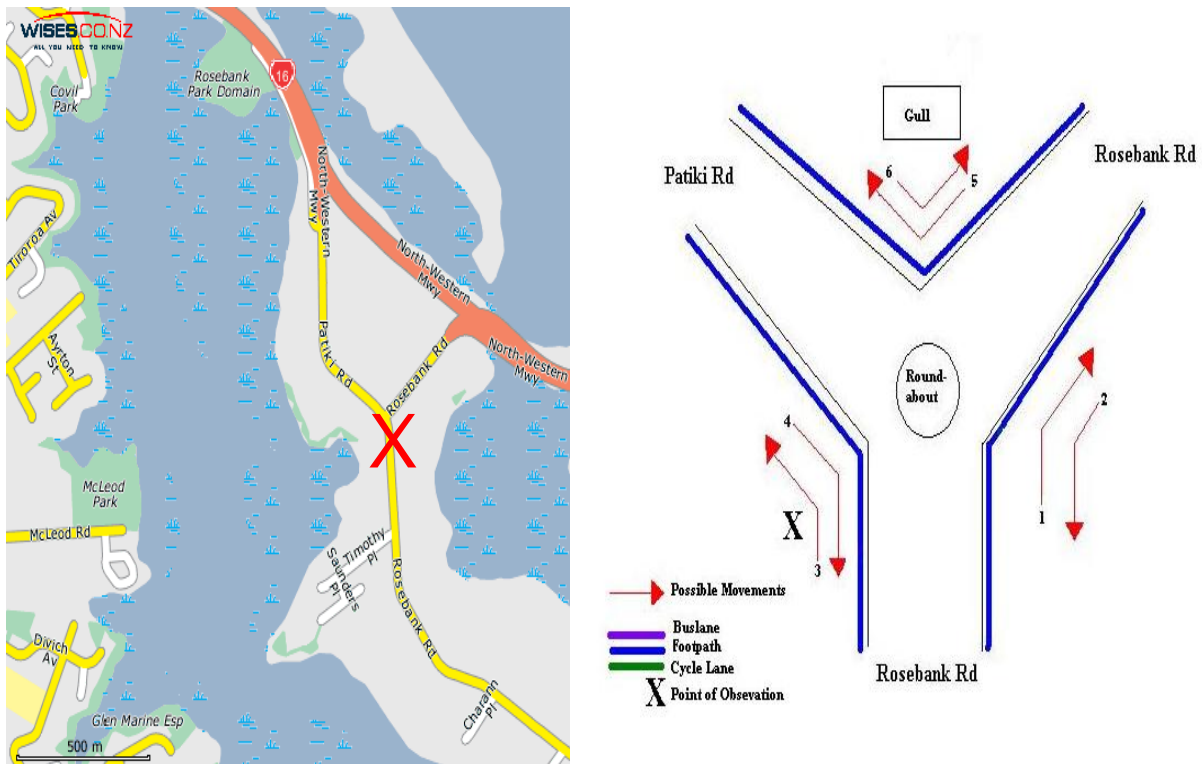 WISES.CO.NZ
ALL YOU NEED TO KNOW
Covil
Park
Rosebank
Park Domain
16
North-Western
Mwy
Tiroroa Av
North-Western
Mwy
Ayrton
St
Patiki Rd
Rosebank Rd
North-Western
Mwy
X
McLeod
Park
McLeod Rd
Timothy
Pl
Saunders
Pl
Rosebank Rd
Divich
Av
Charann
Pl
Glen Marine Esp
500 m
Gull
Patiki Rd
Rosebank Rd
6
5
Round-
about
4
2
X
1
3
Possible Movements
Buslane
Footpath
Cycle Lane
X Point of Obsevation
Rosebank Rd